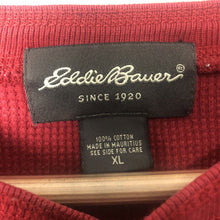 Eddie Bauer®
SINCE 1920
100% COTTON
MADE IN MAURITIUS
SEE SIDE FOR CARE
XL